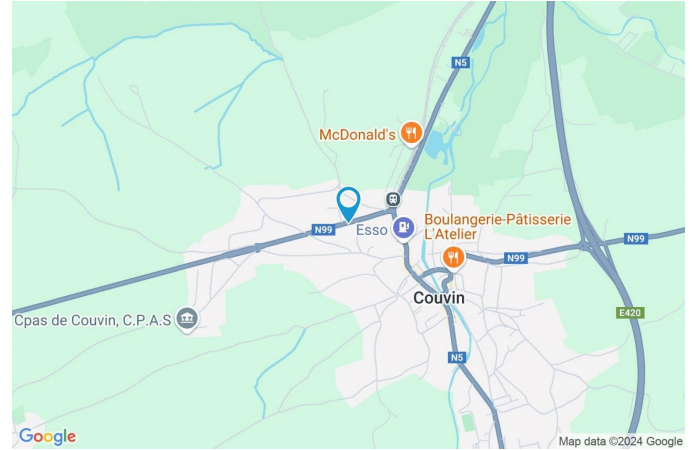 N5
McDonald's
N99
Esso
Boulangerie-Pâtisserie
L'Atelier
N99
N99
Couvin
Cpas de Couvin, C.P.A.S
E420
N5
Google
Map data ©2024 Google